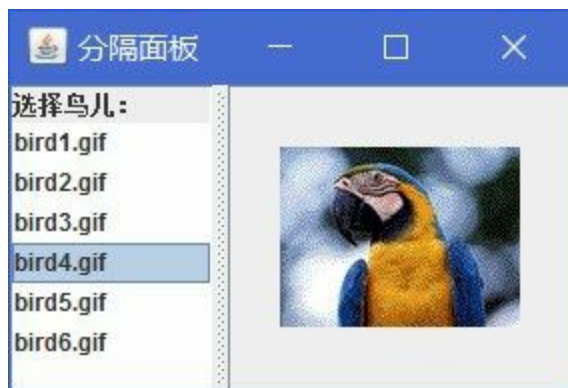 分隔面板
选择鸟儿：
bird1.gif
bird2.gif
bird3.gif
bird4.gif
bird5.gif
bird6.gif